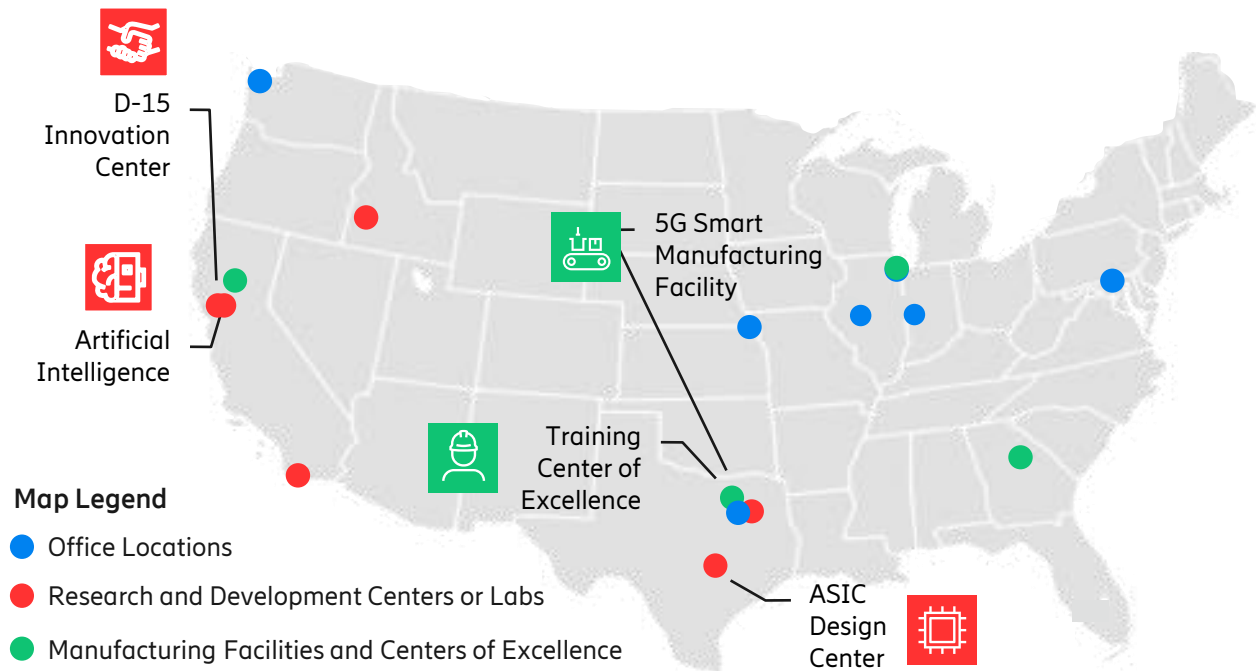 D-15
Innovation
Center
Artificial
Intelligence
5G Smart
Manufacturing
Facility
Training
Center of
Excellence
ASIC
Design
Center
Map Legend
Office Locations
Research and Development Centers or Labs
Manufacturing Facilities and Centers of Excellence